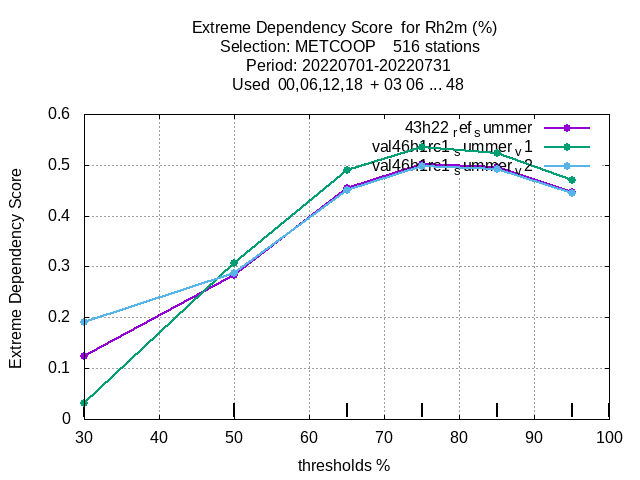 Extreme Dependency Score for Rh2m (%)
Selection: METCOOP 516 stations
Period: 20220701-20220731
Used 00,06,12,18 + 03 06 ... 48
43h22_ref_summer
val46h1rc1_summer_v1
val46h1rc1_summer_v2
Extreme Dependency Score
0.6
0.5
0.4
0.3
0.2
0.1
0
30 40 50 60 70 80 90 100
thresholds %